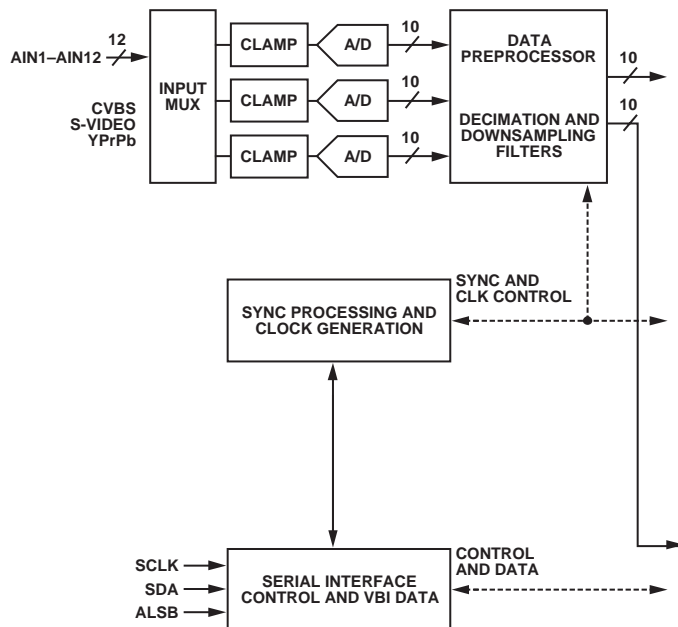 AIN1–AIN12
12
CVBS
S-VIDEO
YPrPb
INPUT
MUX
CLAMP
A/D
10
CLAMP
A/D
10
CLAMP
A/D
10
DATA
PREPROCESSOR
DECIMATION AND
DOWNSAMPLING
FILTERS
10
10
SYNC PROCESSING AND
CLOCK GENERATION
SYNC AND
CLK CONTROL
SCLK
SDA
ALSB
SERIAL INTERFACE
CONTROL AND VBI DATA
CONTROL
AND DATA